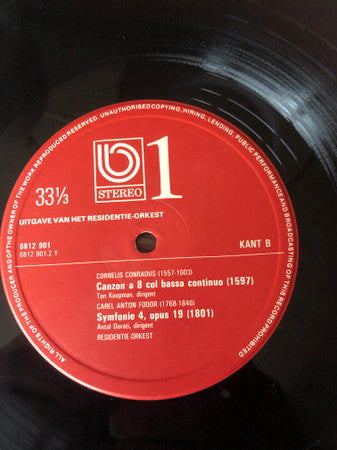 ALL RIGHTS OF THE PRODUCER AND OF THE OWNER OF THE WORK REPRODUCED RESERVED. UNAUTHORISED COPYING, HIRING, LENDING, PUBLIC PERFORMANCE AND BROADCASTING OF THIS RECORD PROHIBITED
b
STEREO
1
33⅓
UITGAVE VAN HET RESIDENTIE-ORKEST
6812 901
6812 901.2 Y
KANT B
CORNELIS CONRADUS (1557-1603)
Canzon a 8 col basso continuo (1597)
Ton Koopman, dirigent
CAREL ANTON FODOR (1768-1846)
Symfonie 4, opus 19 (1801)
Antal Dorati, dirigent
RESIDENTIE-ORKEST